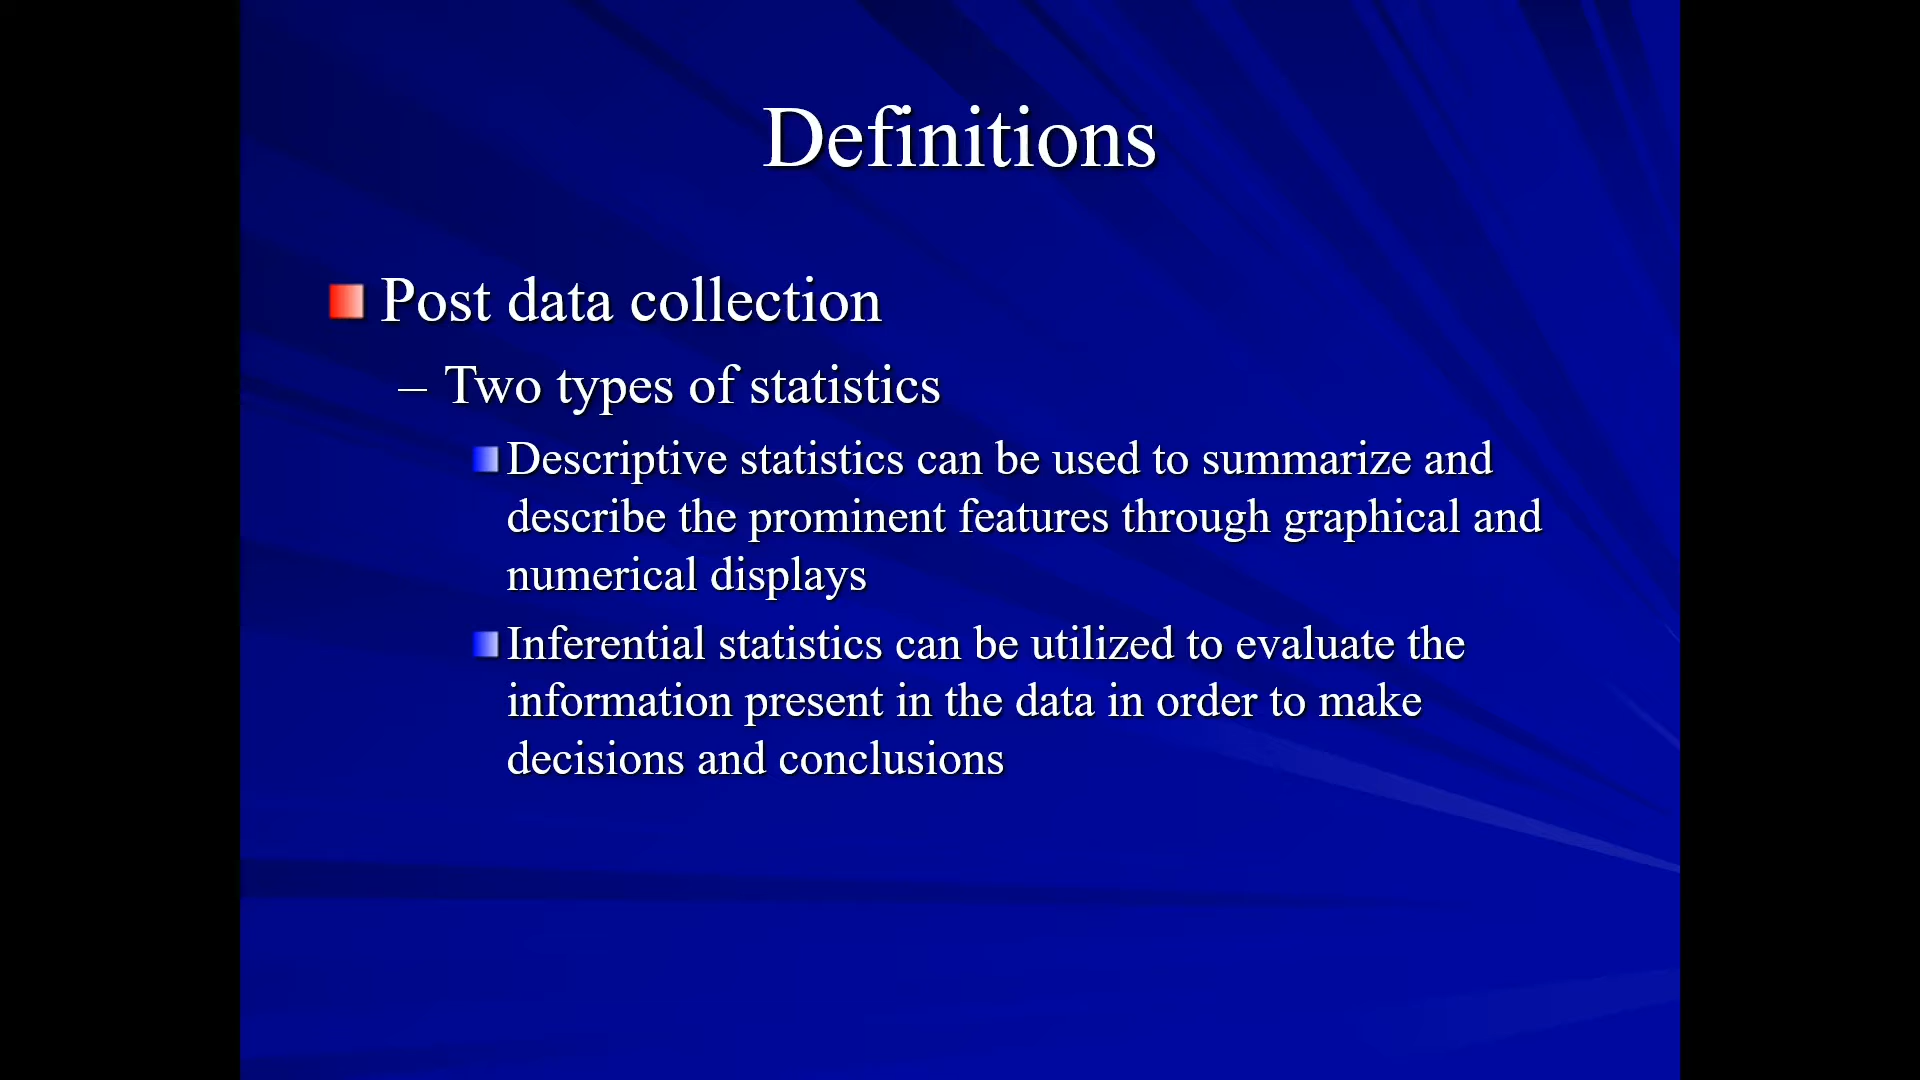 Definitions
Post data collection
– Two types of statistics
Descriptive statistics can be used to summarize and
describe the prominent features through graphical and
numerical displays
Inferential statistics can be utilized to evaluate the
information present in the data in order to make
decisions and conclusions